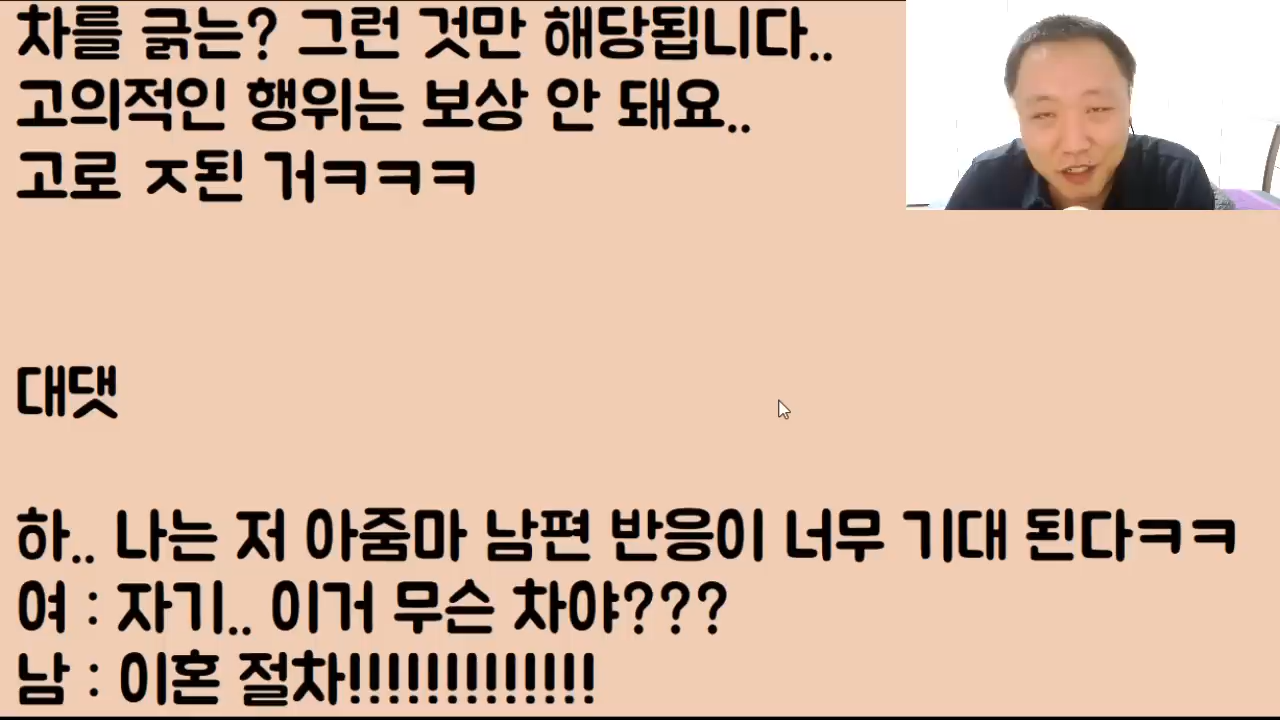 차를 긁는? 그런 것만 해당됩니다..
고의적인 행위는 보상 안 돼요..
고로 ㅈ된 거ㅋㅋㅋ
대댓
하.. 나는 저 아줌마 남편 반응이 너무 기대 된다ㅋㅋ
여 : 자기.. 이거 무슨 차야???
남 : 이혼 절차!!!!!!!!!!!!!